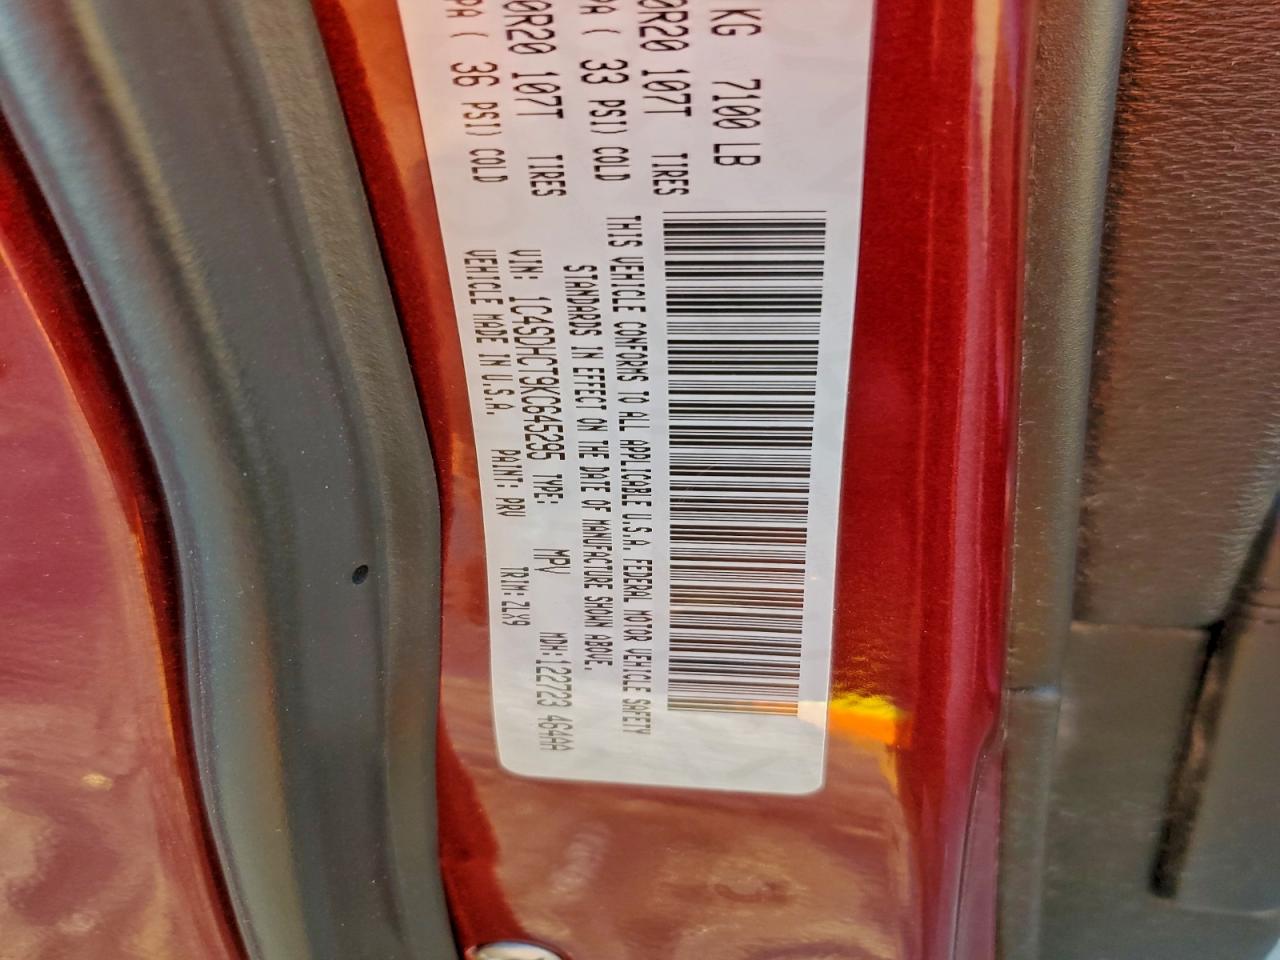 KG 7100 LB
0R20 107T TIRES
PA ( 33 PSI) COLD
0R20 107T TIRES
PA ( 36 PSI) COLD
THIS VEHICLE CONFORMS TO ALL APPLICABLE U.S.A. FEDERAL MOTOR VEHICLE SAFETY
STANDARDS IN EFFECT ON THE DATE OF MANUFACTURE SHOWN ABOVE.
VIN: 1C4SDHCT9KC645295 TYPE: MPV MDH: 122723 464AA
VEHICLE MADE IN U.S.A. PAINT: PRV TRIM: ZLX9